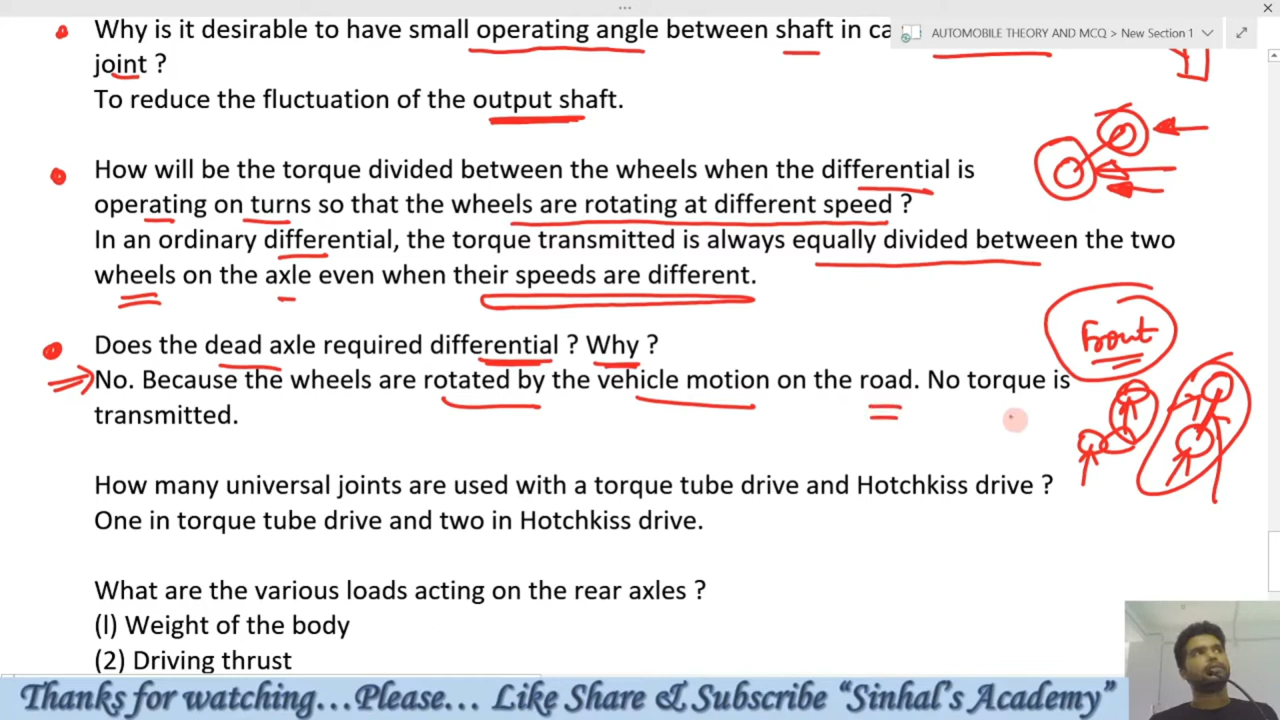 Why is it desirable to have small operating angle between shaft in ca
AUTOMOBILE THEORY AND MCQ > New Section 1
joint ?
To reduce the fluctuation of the output shaft.
How will be the torque divided between the wheels when the differential is
operating on turns so that the wheels are rotating at different speed ?
In an ordinary differential, the torque transmitted is always equally divided between the two
wheels on the axle even when their speeds are different.
Front
Does the dead axle required differential ? Why ?
No. Because the wheels are rotated by the vehicle motion on the road. No torque is
transmitted.
How many universal joints are used with a torque tube drive and Hotchkiss drive ?
One in torque tube drive and two in Hotchkiss drive.
What are the various loads acting on the rear axles ?
(l) Weight of the body
(2) Driving thrust
Thanks for watching...Please... Like Share & Subscribe “Sinhal's Academy”